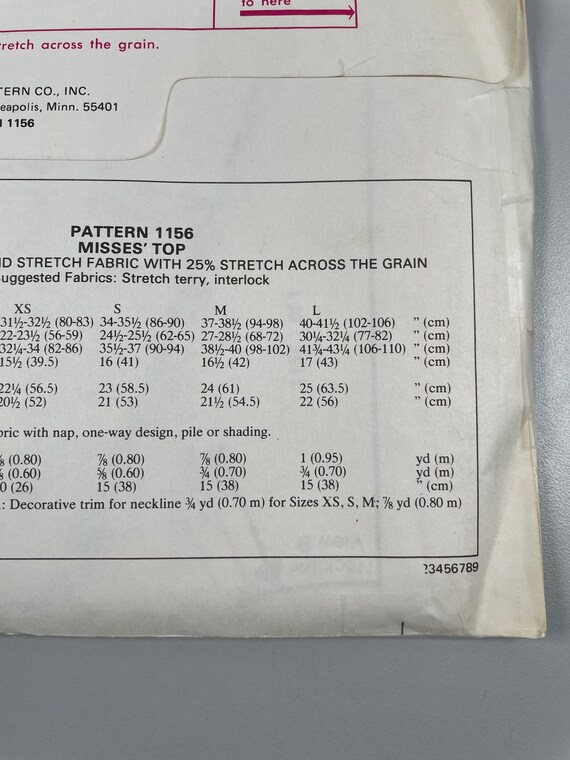 to here
stretch across the grain.
TERN CO., INC.
eapolis, Minn. 55401
1156
PATTERN 1156
MISSES' TOP
ND STRETCH FABRIC WITH 25% STRETCH ACROSS THE GRAIN
Suggested Fabrics: Stretch terry, interlock
XS S M L
31½-32½ (80-83) 34-35½ (86-90) 37-38½ (94-98) 40-41½ (102-106) " (cm)
22-23½ (56-59) 24½-25½ (62-65) 27-28½ (68-72) 30¼-32¼ (77-82) " (cm)
32¼-34 (82-86) 35½-37 (90-94) 38½-40 (98-102) 41¾-43¼ (106-110) " (cm)
15½ (39.5) 16 (41) 16½ (42) 17 (43) " (cm)
22¼ (56.5) 23 (58.5) 24 (61) 25 (63.5) " (cm)
20½ (52) 21 (53) 21½ (54.5) 22 (56) " (cm)
bric with nap, one-way design, pile or shading.
⅞ (0.80) ⅞ (0.80) ⅞ (0.80) 1 (0.95) yd (m)
⅝ (0.60) ⅝ (0.60) ¾ (0.70) ¾ (0.70) yd (m)
0 (26) 15 (38) 15 (38) 15 (38) " (cm)
: Decorative trim for neckline ¾ yd (0.70 m) for Sizes XS, S, M; ⅞ yd (0.80 m)
23456789